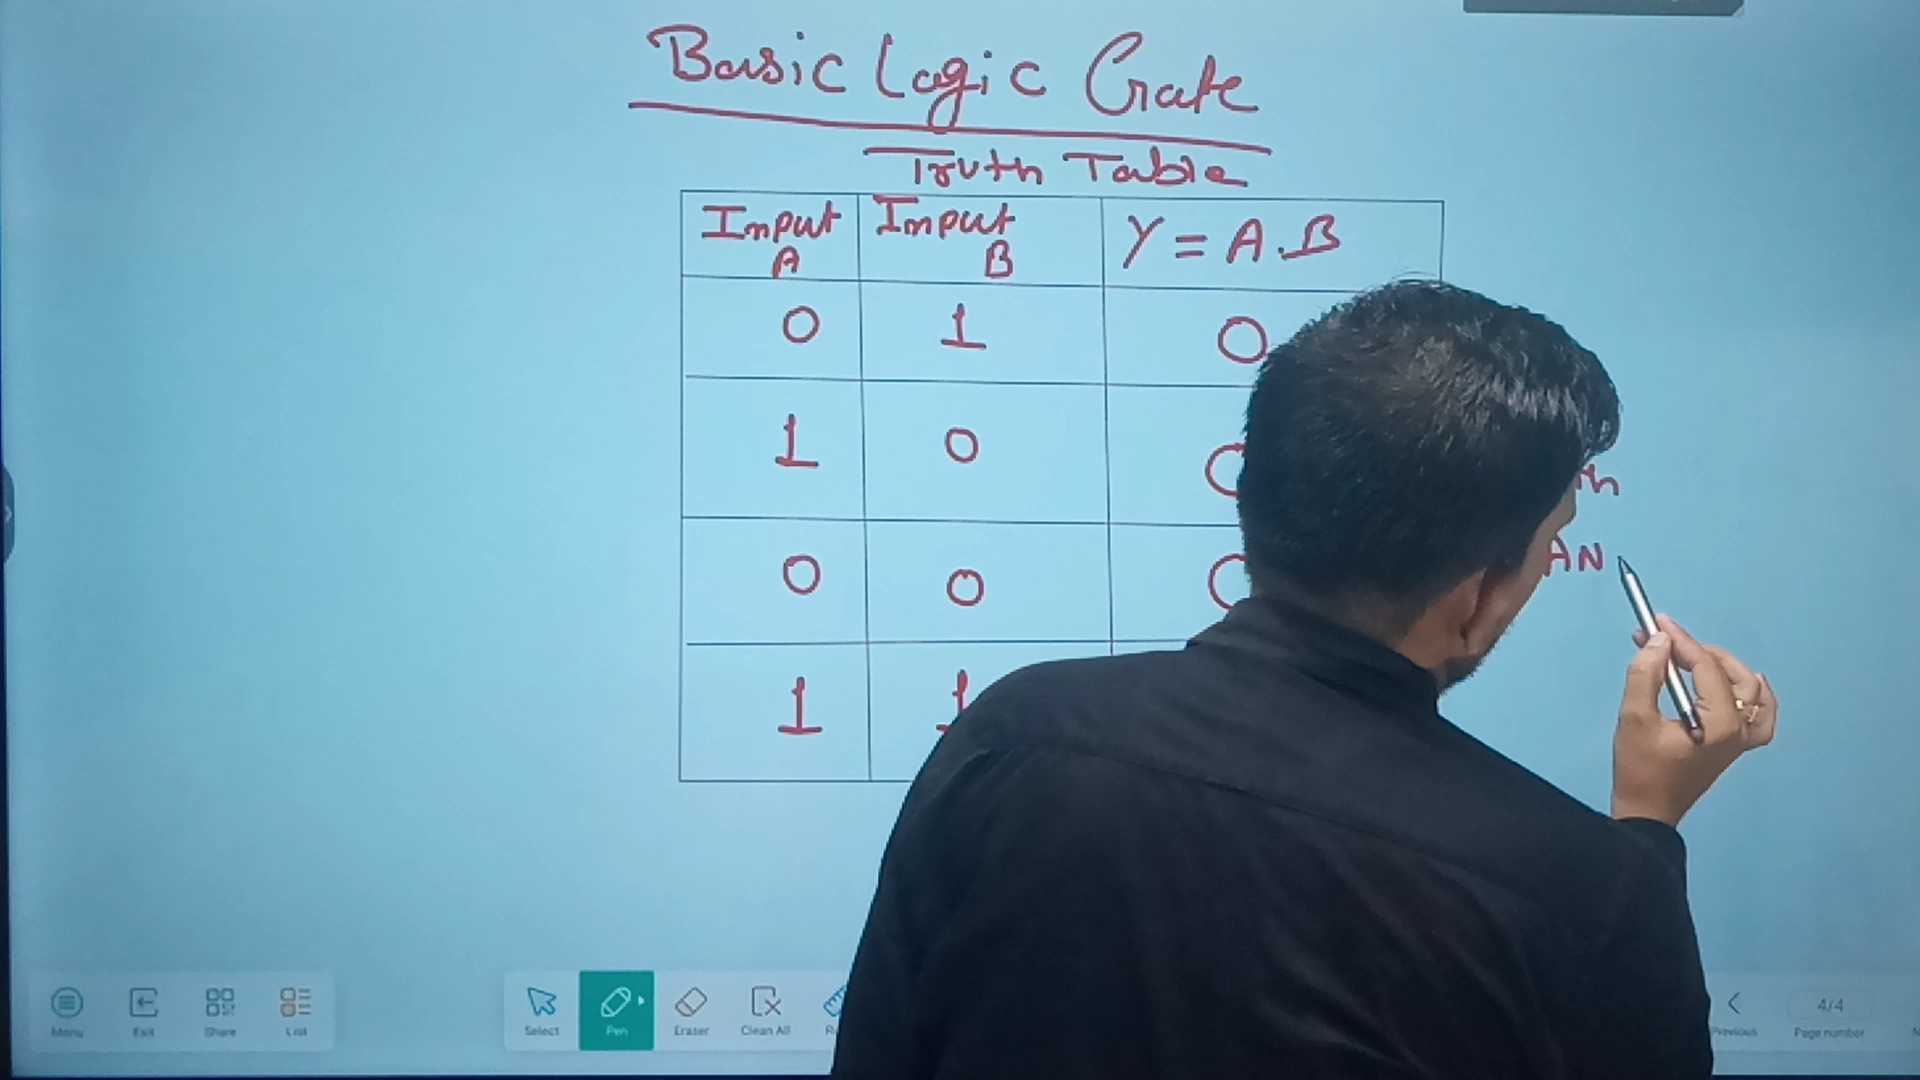 Basic Logic Gate
Truth Table
Input A
Input B
Y = A.B
0 1 0
1 0
0 0
1
AN
Menu
Exit
Share
List
Select
Pen
Eraser
Clean All
Previous
4/4
Page number